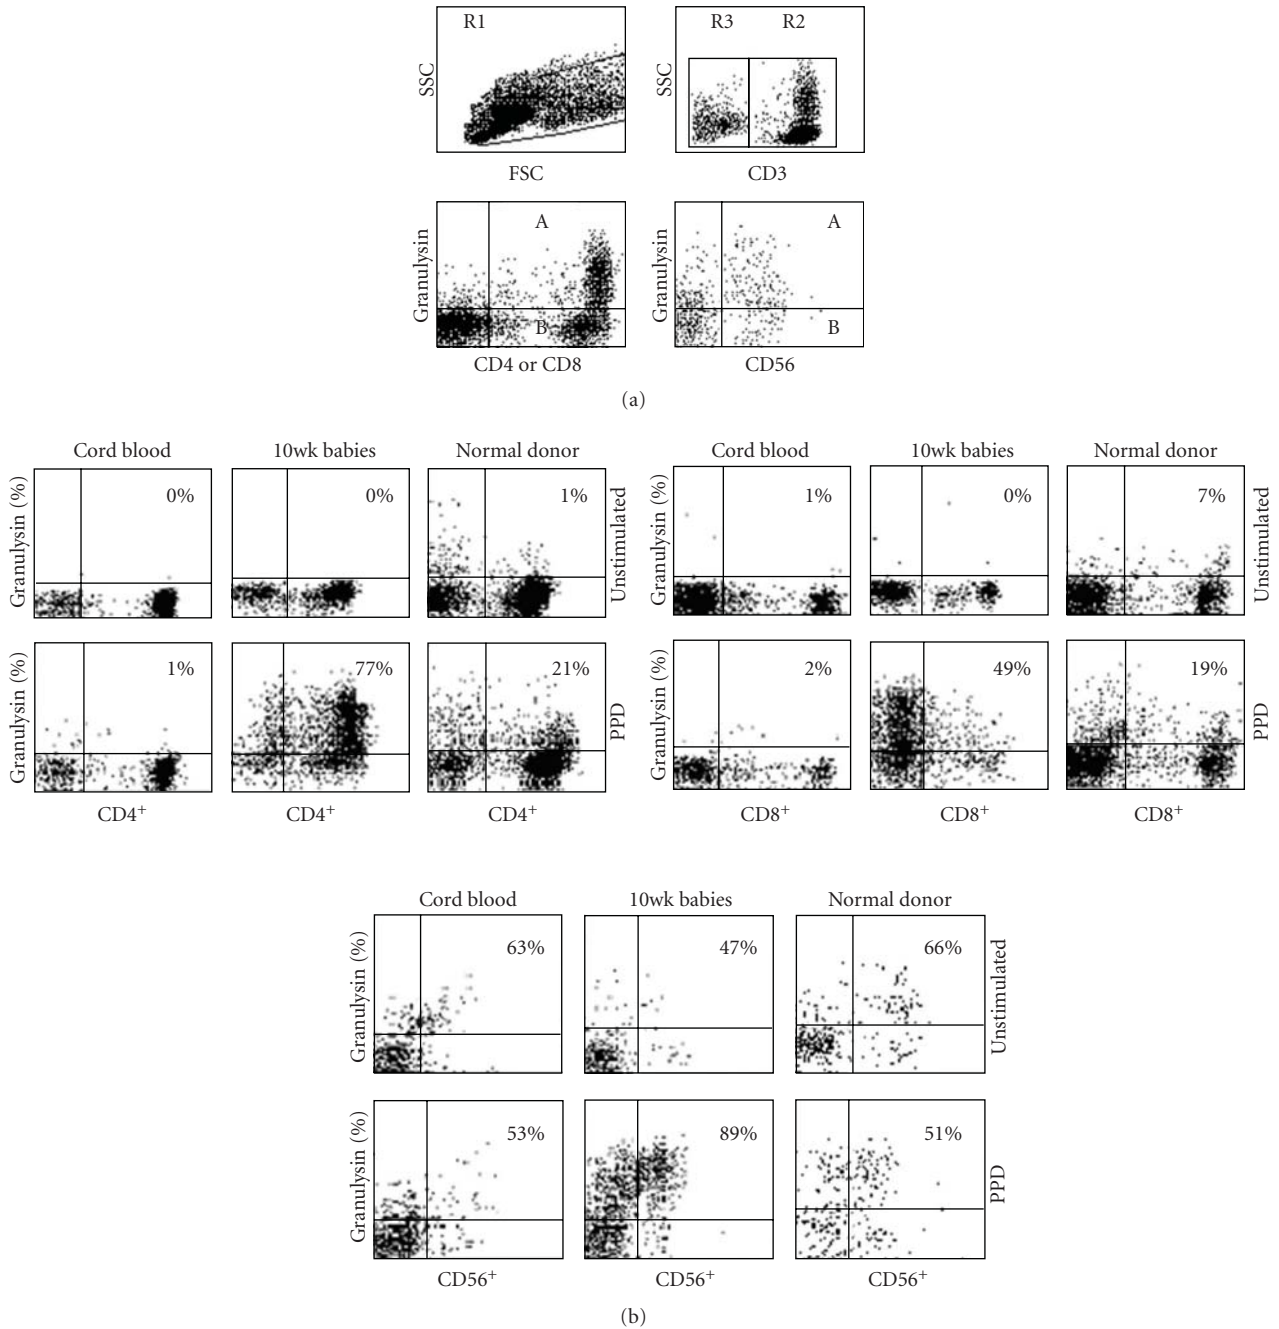 R1
R3 R2
SSC
SSC
FSC
CD3
A
A
Granulysin
Granulysin
B
B
CD4 or CD8
CD56
(a)
Cord blood 10wk babies Normal donor
Cord blood 10wk babies Normal donor
Granulysin (%)
0% 0% 1%
Unstimulated
Granulysin (%)
1% 0% 7%
Unstimulated
Granulysin (%)
1% 77% 21%
PPD
Granulysin (%)
2% 49% 19%
PPD
CD4+ CD4+ CD4+
CD8+ CD8+ CD8+
Cord blood 10wk babies Normal donor
Granulysin (%)
63% 47% 66%
Unstimulated
Granulysin (%)
53% 89% 51%
PPD
CD56+ CD56+ CD56+
(b)